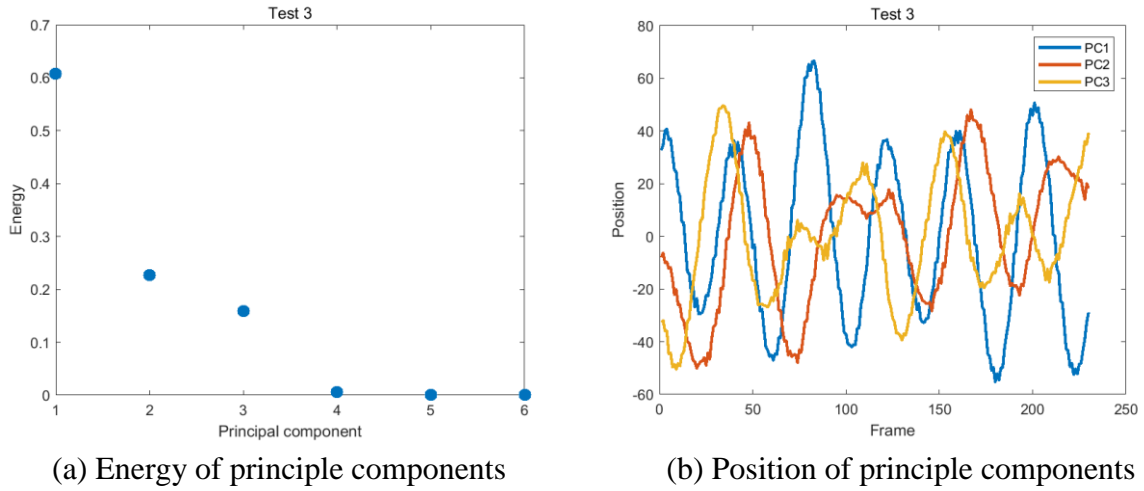 Test 3
0.7
0.6
0.5
0.4
0.3
0.2
0.1
0
Energy
1 2 3 4 5 6
Principal component
(a) Energy of principle components
Test 3
80
60
40
20
0
-20
-40
-60
Position
PC1
PC2
PC3
0 50 100 150 200 250
Frame
(b) Position of principle components